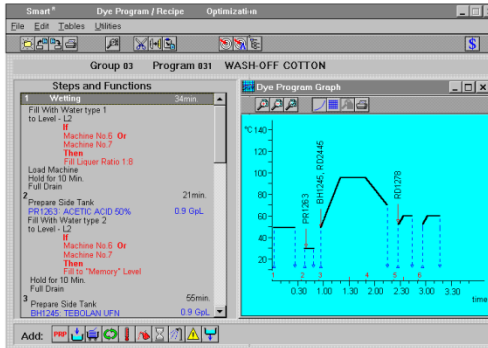 Smart® Dye Program / Recipe Optimization
File Edit Tables Utilities
$
Group 03 Program 031 WASH-OFF COTTON
Steps and Functions
1 Wetting 34min.
Fill With Water type 1
to Level - L2
If
Machine No.6 Or
Machine No.7
Then
Fill Liquer Ratio 1:8
Load Machine
Hold for 10 Min.
Full Drain
2 21min.
Prepare Side Tank
PR1263: ACETIC ACID 50% 0.9 GpL
Fill With Water type 2
to Level - L2
If
Machine No.6 Or
Machine No.7
Then
Fill to "Memory" Level
Hold for 10 Min.
Full Drain
3 55min.
Prepare Side Tank
BH1245: TEBOLAN UFN 0.9 GpL
Dye Program Graph
°C 140
120
100
80
60
40
20
PR1263
BH1245, RD2446
RD1278
1 2 3 4 5 6
0.30 1.00 1.30 2.00 2.30 3.00 3.30
time
Add: PRP